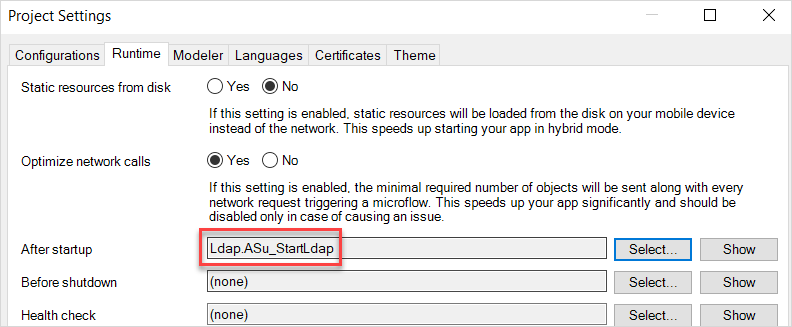 Project Settings
Configurations Runtime Modeler Languages Certificates Theme
Static resources from disk Yes No
If this setting is enabled, static resources will be loaded from the disk on your mobile device
instead of the network. This speeds up starting your app in hybrid mode.
Optimize network calls Yes No
If this setting is enabled, the minimal required number of objects will be sent along with every
network request triggering a microflow. This speeds up your app significantly and should be
disabled only in case of causing an issue.
After startup Ldap.ASu_StartLdap Select... Show
Before shutdown (none) Select... Show
Health check (none) Select... Show